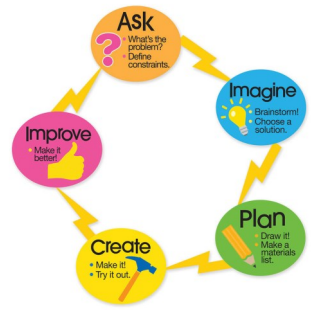 Ask
• What's the
problem?
• Define
constraints.
Imagine
• Brainstorm!
• Choose a
solution.
Plan
• Draw it!
• Make a
materials
list.
Create
• Make it!
• Try it out.
Improve
• Make it
better!